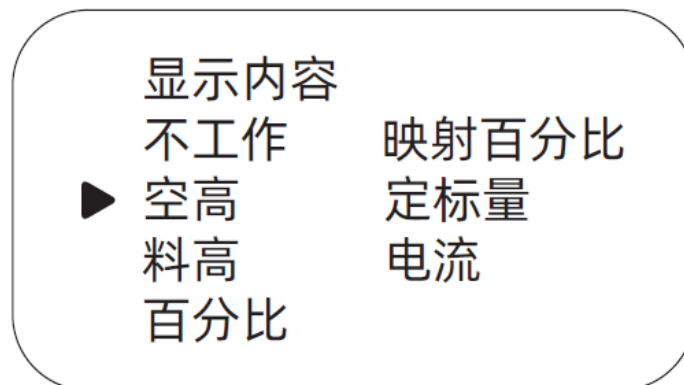 显示内容
不工作 映射百分比
空高 定标量
料高 电流
百分比